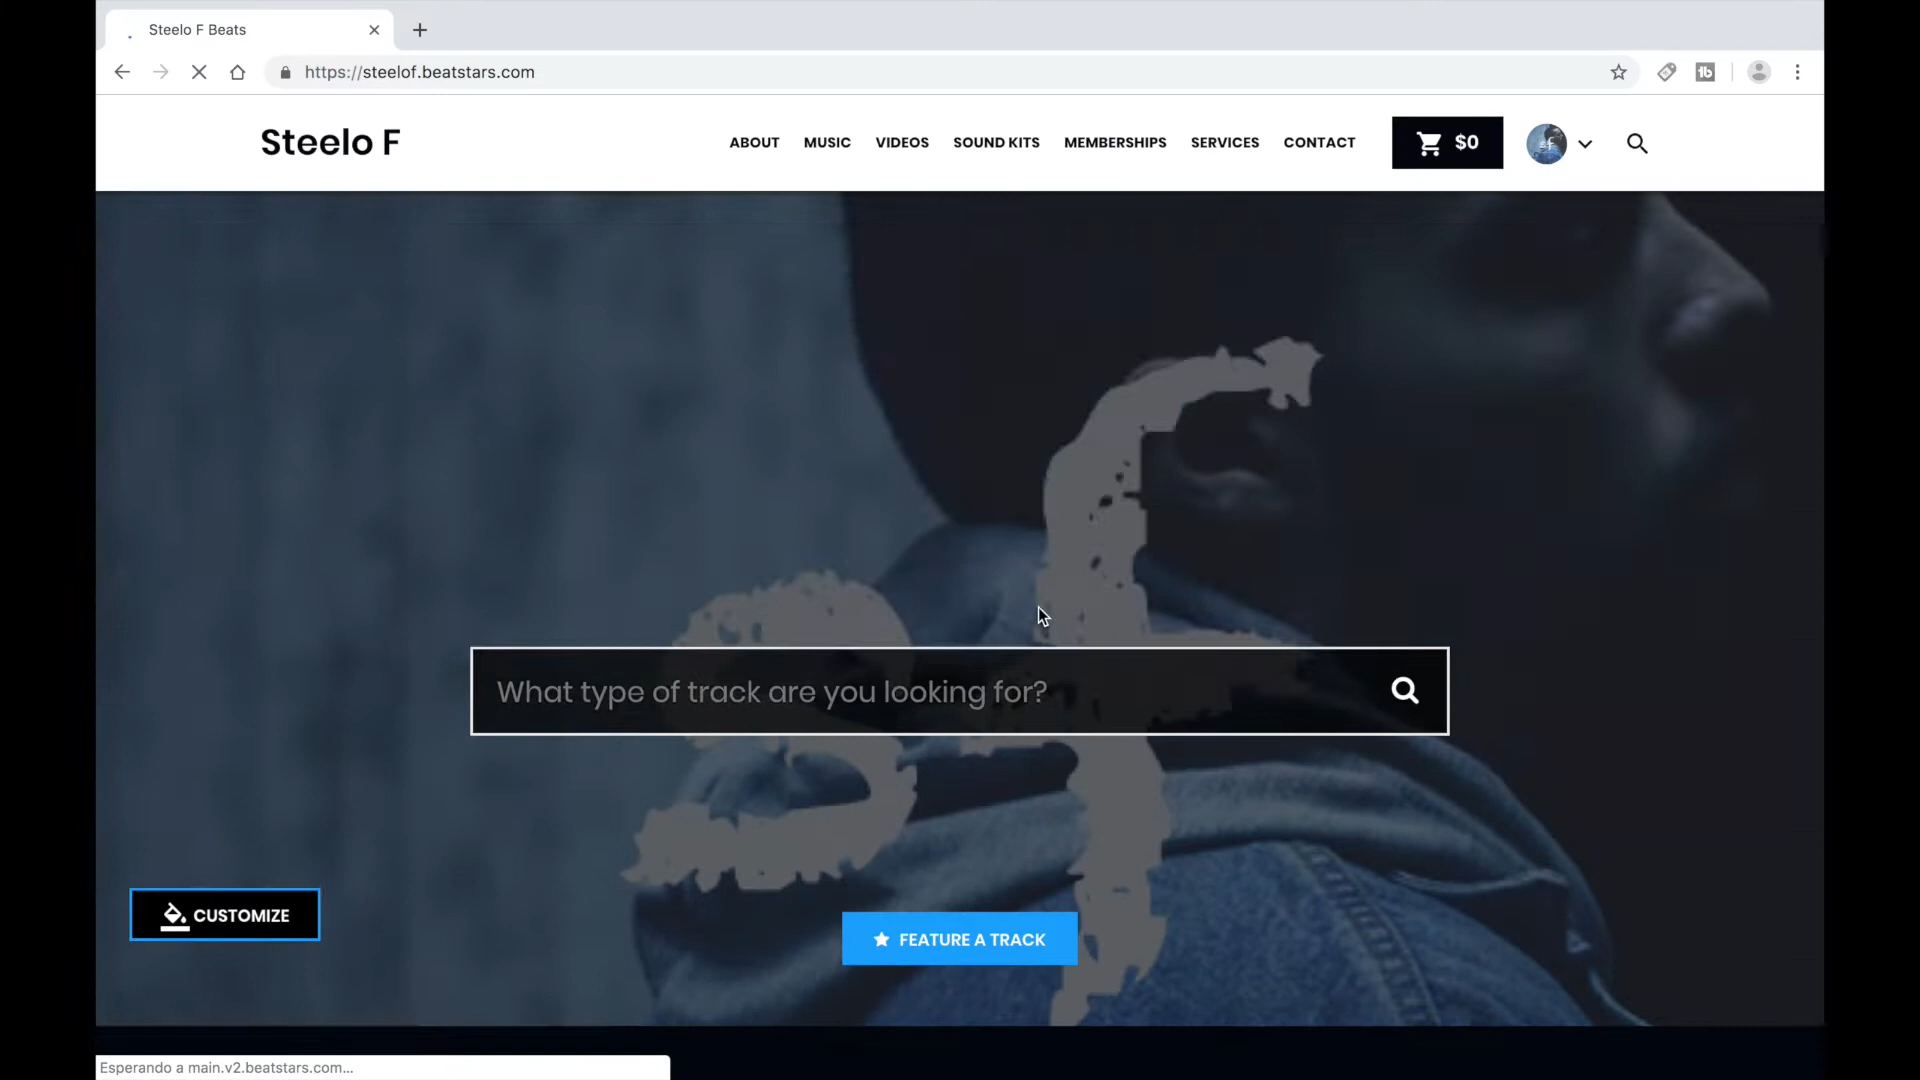 Steelo F Beats
https://steelof.beatstars.com
Steelo F
ABOUT MUSIC VIDEOS SOUND KITS MEMBERSHIPS SERVICES CONTACT $0
What type of track are you looking for?
CUSTOMIZE
FEATURE A TRACK
Esperando a main.v2.beatstars.com...